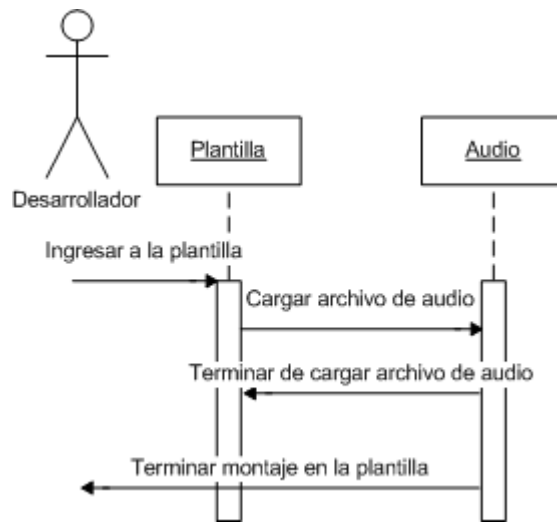 Plantilla
Audio
Desarrollador
Ingresar a la plantilla
Cargar archivo de audio
Terminar de cargar archivo de audio
Terminar montaje en la plantilla